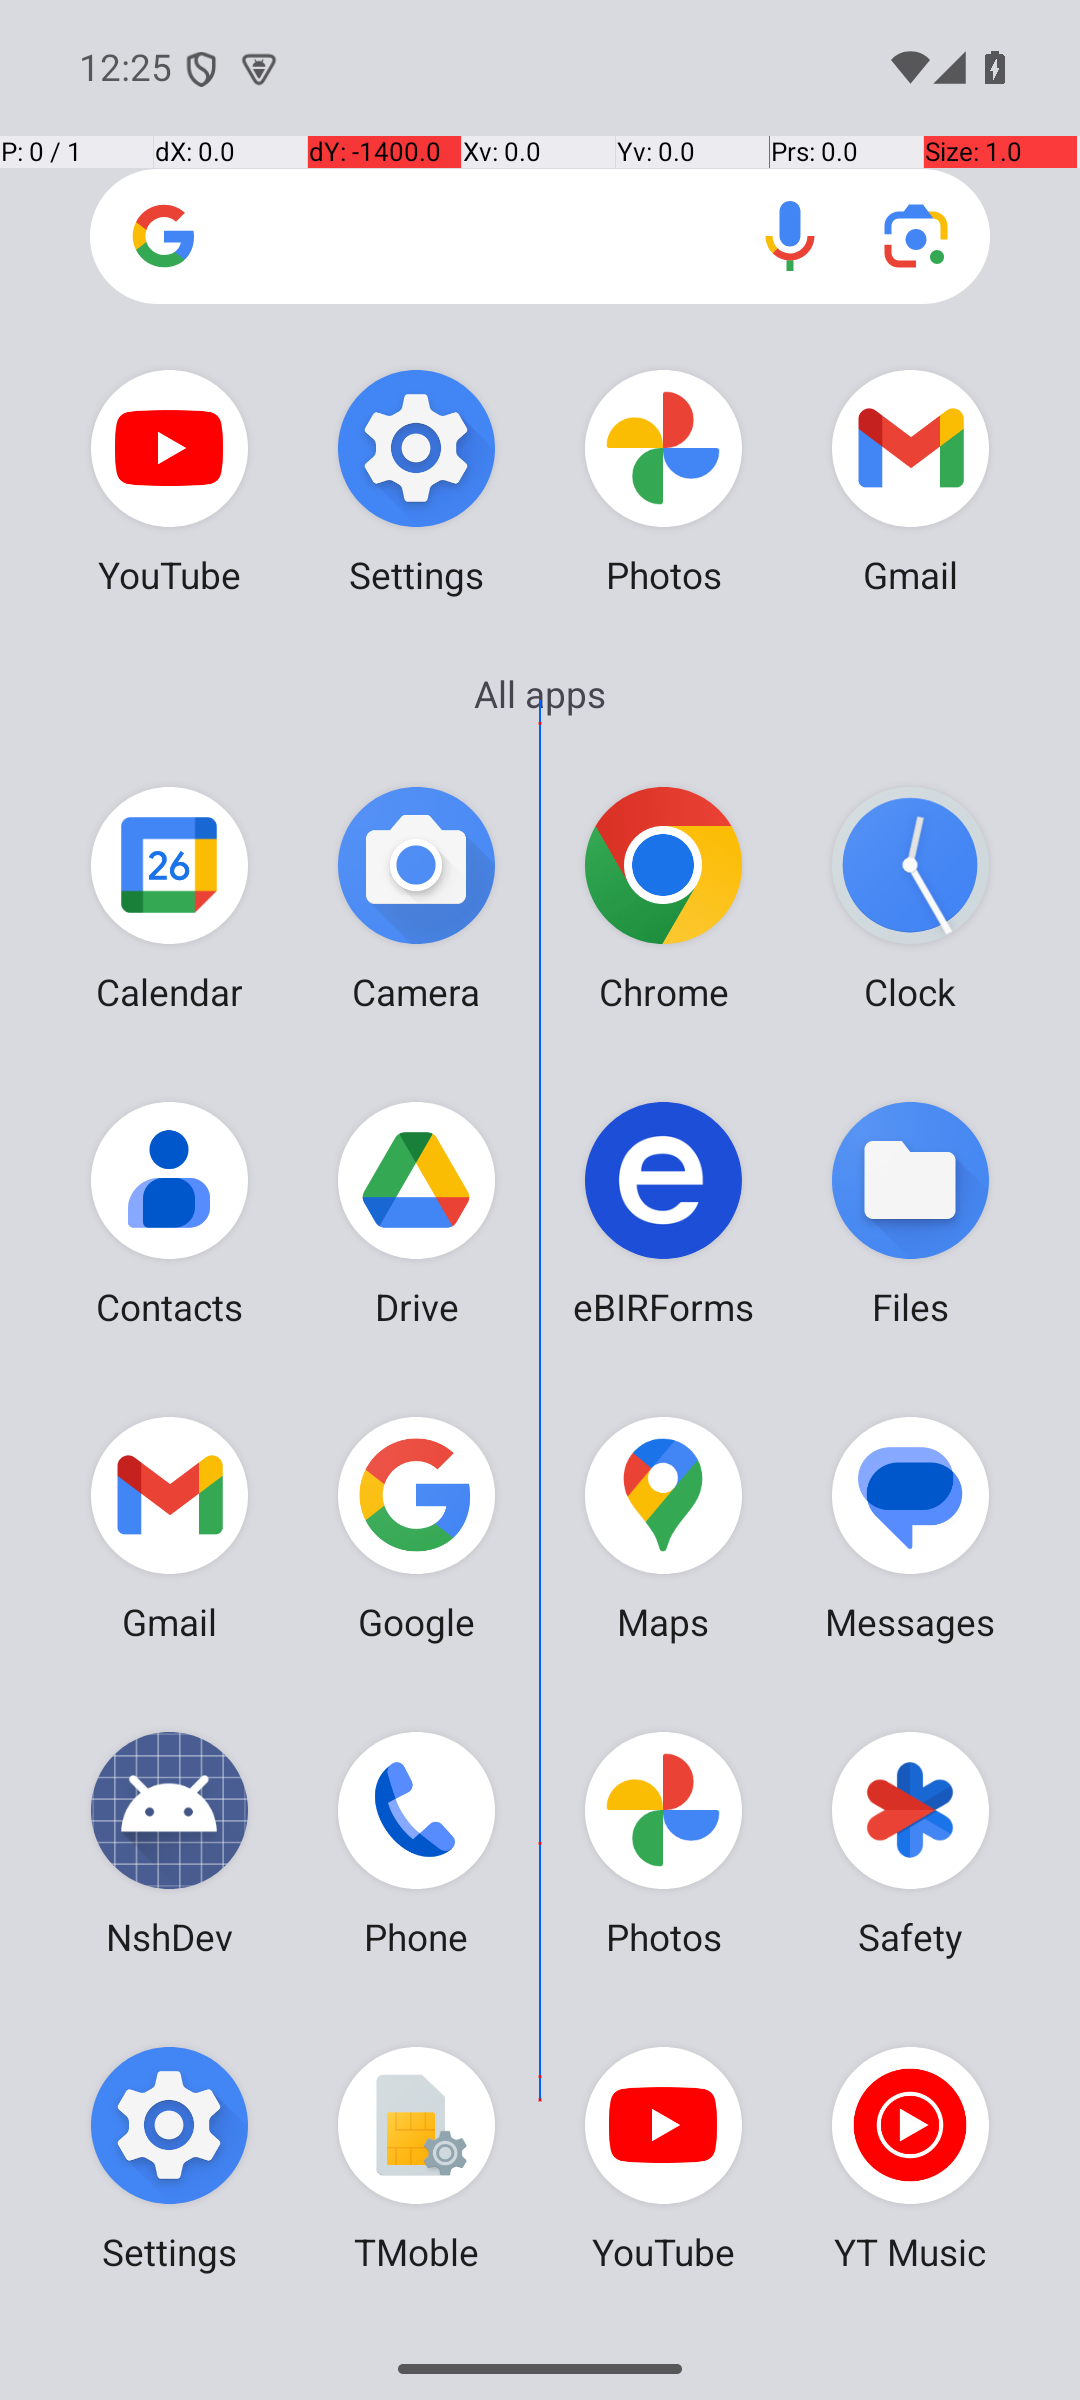 12:25
P: 0 / 1 dX: 0.0 dY: -1400.0 Xv: 0.0 Yv: 0.0 Prs: 0.0 Size: 1.0
YouTube Settings Photos Gmail
All apps
26
Calendar Camera Chrome Clock
Contacts Drive eBIRForms Files
Gmail Google Maps Messages
NshDev Phone Photos Safety
Settings TMoble YouTube YT Music